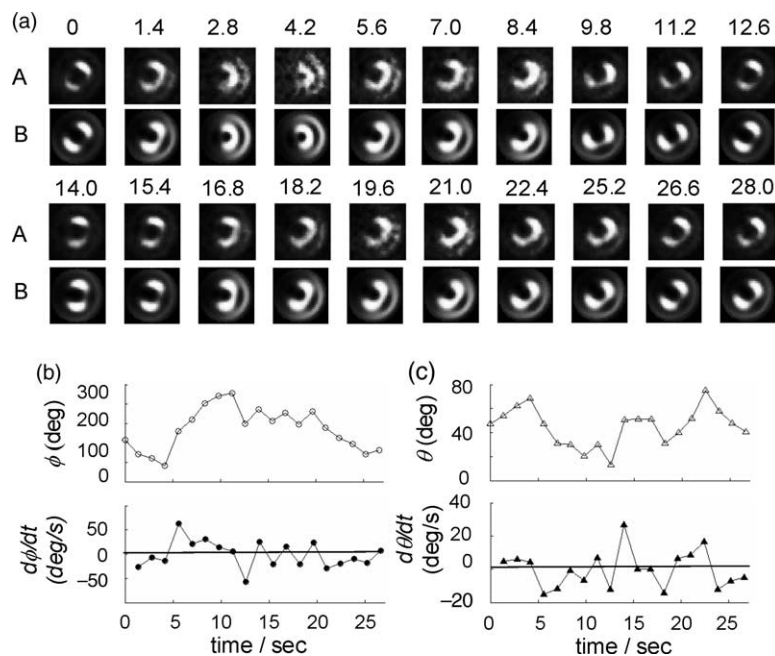 (a) 0 1.4 2.8 4.2 5.6 7.0 8.4 9.8 11.2 12.6
A
B
14.0 15.4 16.8 18.2 19.6 21.0 22.4 25.2 26.6 28.0
A
B
(b)
300
200
100
0
ϕ (deg)
50
0
−50
dϕ/dt
(deg/s)
0 5 10 15 20 25
time / sec
(c)
80
40
0
θ (deg)
40
20
0
−20
dθ/dt
(deg/s)
0 5 10 15 20 25
time / sec